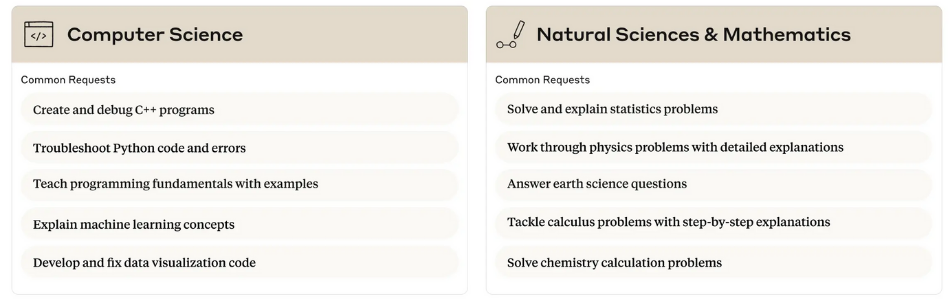 Computer Science
Common Requests
Create and debug C++ programs
Troubleshoot Python code and errors
Teach programming fundamentals with examples
Explain machine learning concepts
Develop and fix data visualization code
Natural Sciences & Mathematics
Common Requests
Solve and explain statistics problems
Work through physics problems with detailed explanations
Answer earth science questions
Tackle calculus problems with step-by-step explanations
Solve chemistry calculation problems